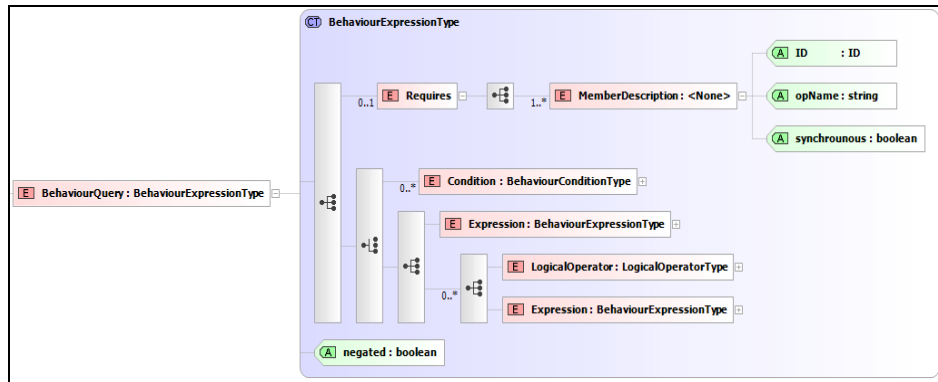 CT BehaviourExpressionType
A ID : ID
0..1 E Requires 1..* E MemberDescription : <None> A opName : string
A synchrounous : boolean
0..* E Condition : BehaviourConditionType
E BehaviourQuery : BehaviourExpressionType
E Expression : BehaviourExpressionType
E LogicalOperator : LogicalOperatorType
0..*
E Expression : BehaviourExpressionType
A negated : boolean